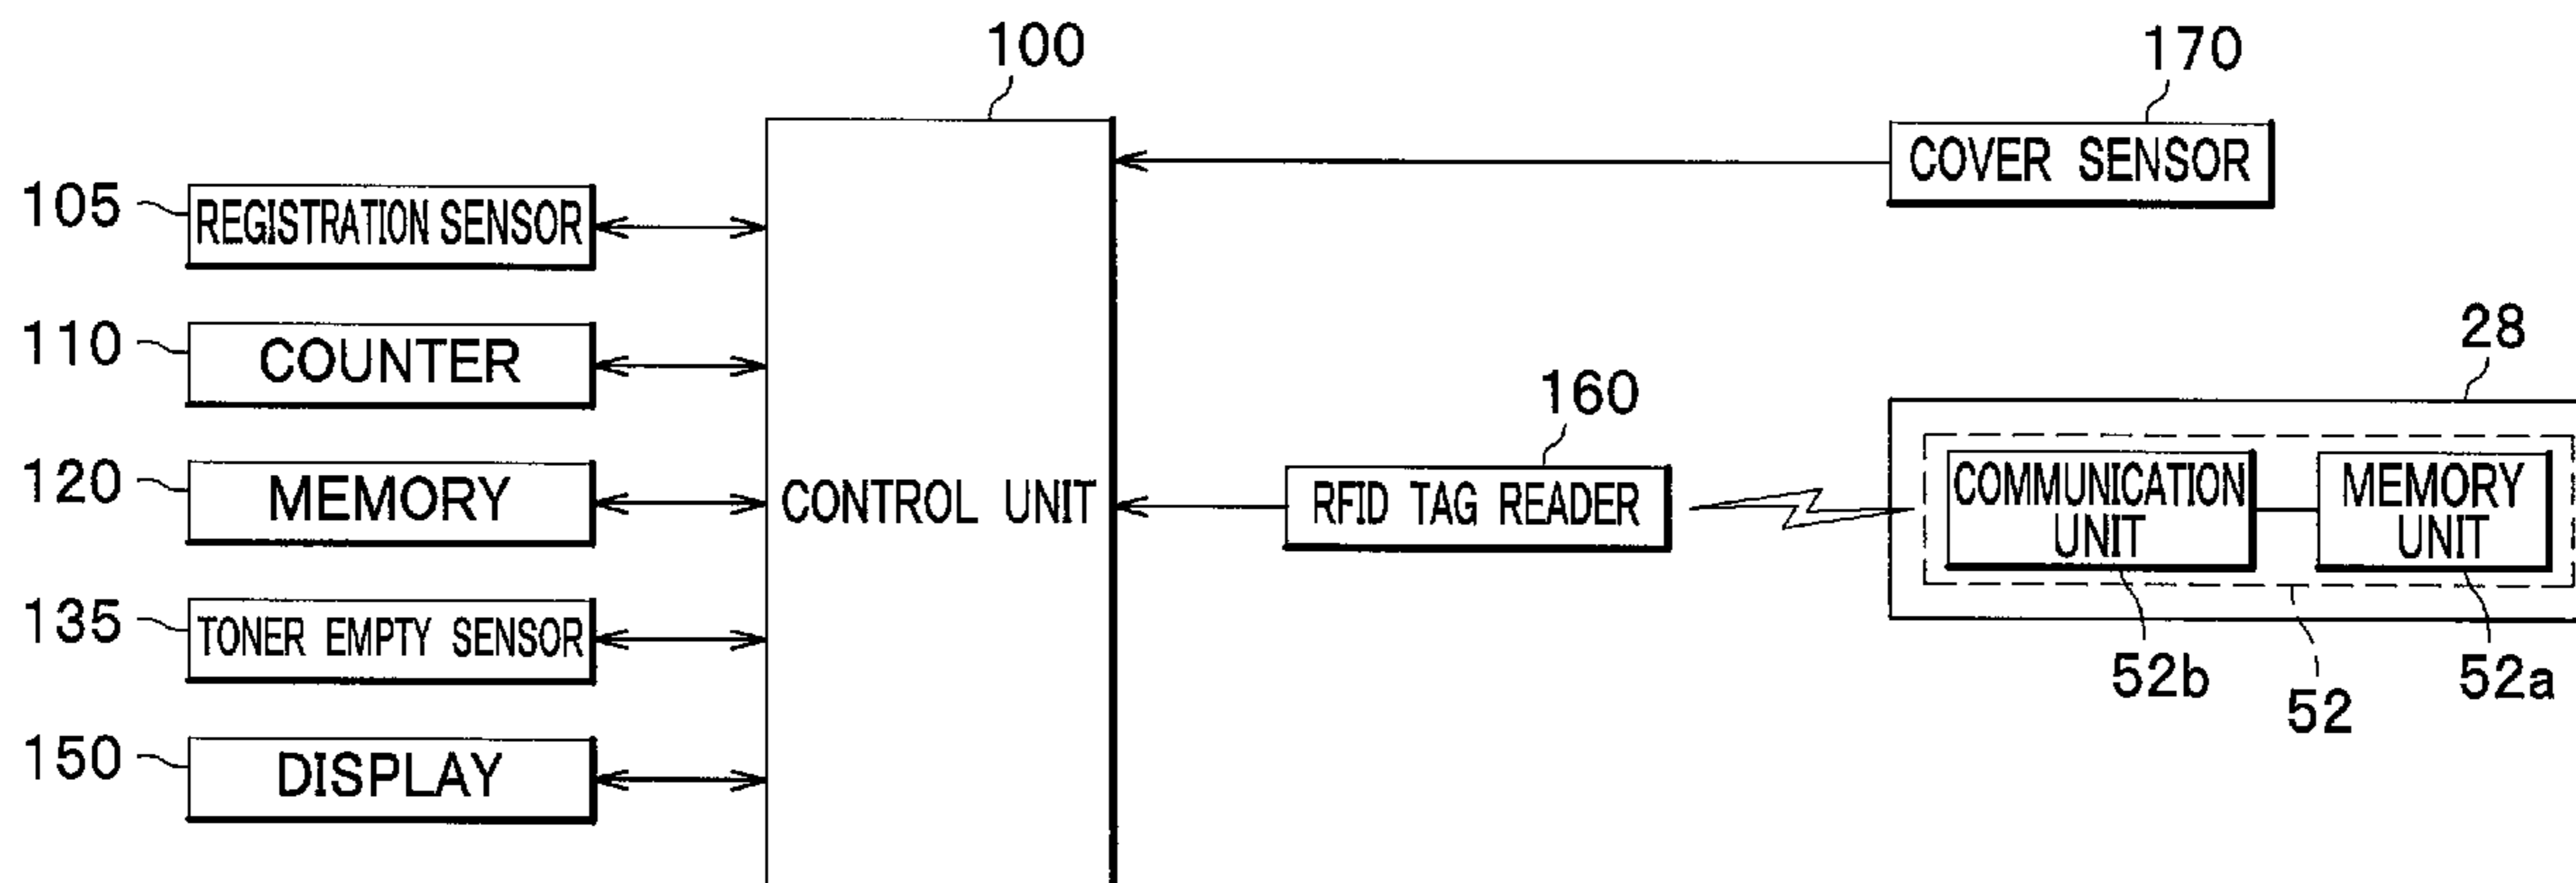 100
170
COVER SENSOR
105
REGISTRATION SENSOR
110
COUNTER
28
160
120
MEMORY
CONTROL UNIT
RFID TAG READER
COMMUNICATION
UNIT
MEMORY
UNIT
135
TONER EMPTY SENSOR
52b
52
52a
150
DISPLAY